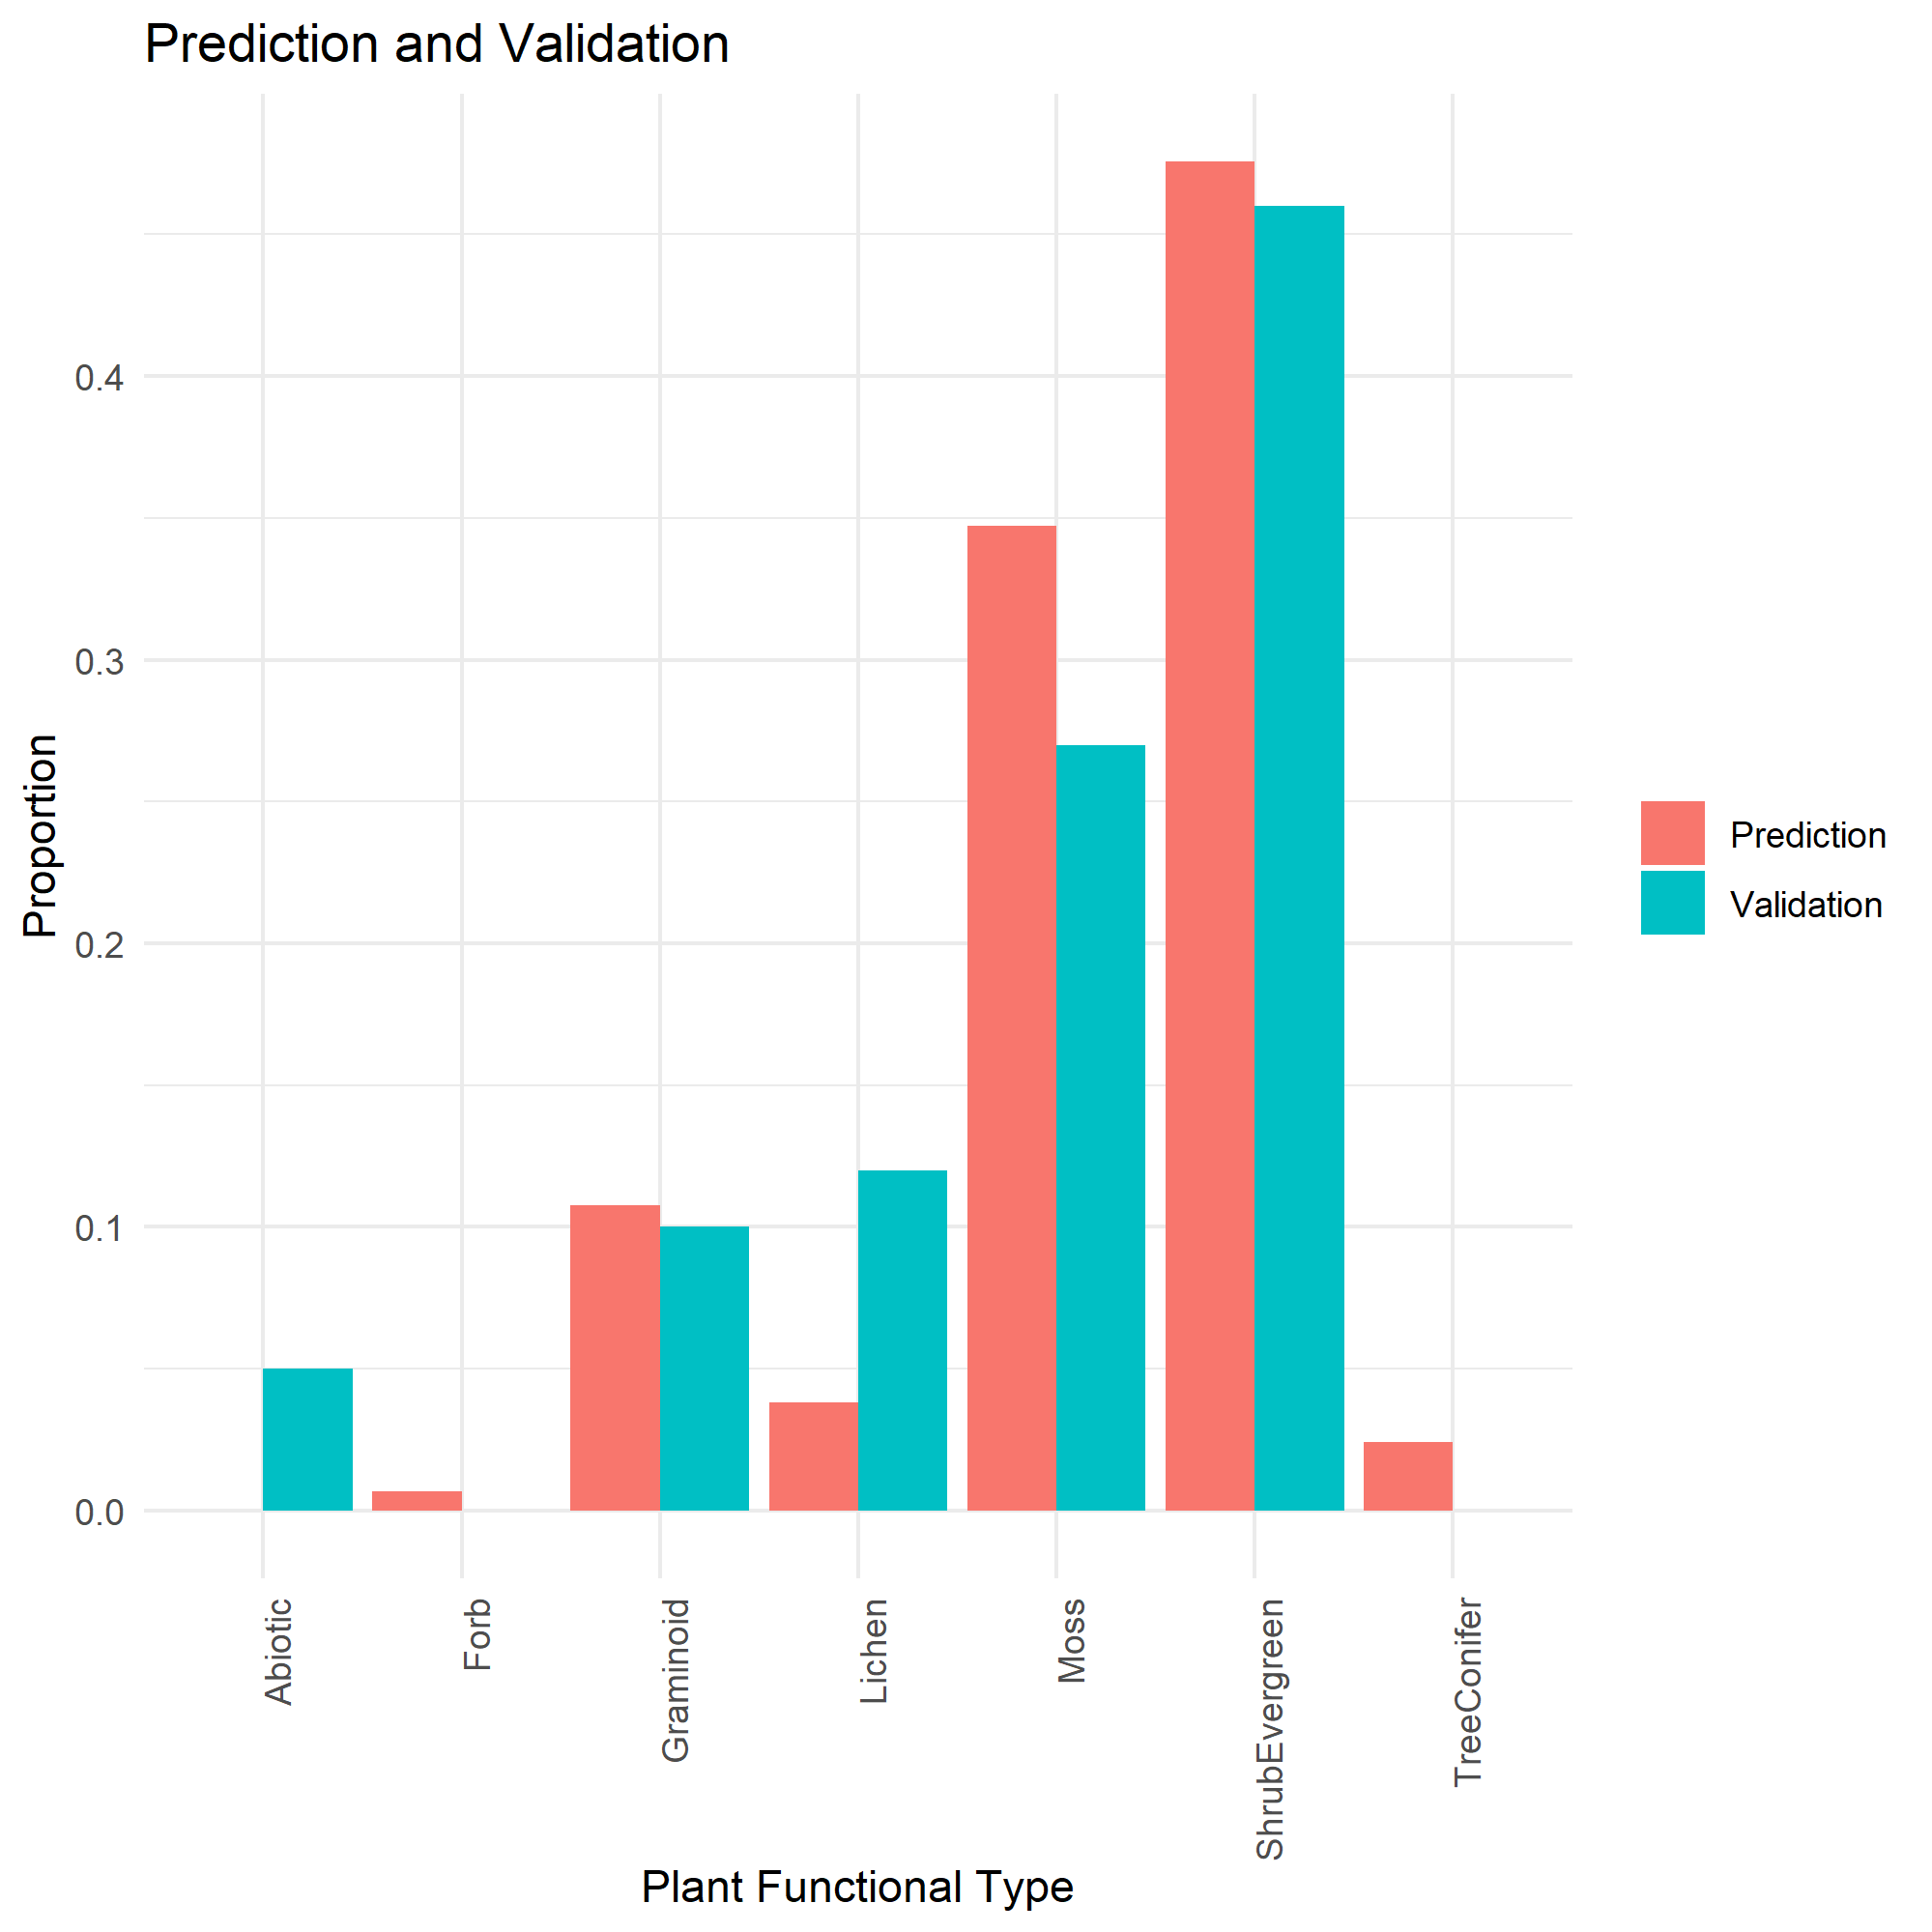 Prediction and Validation
Proportion
0.4
0.3
0.2
0.1
0.0
Abiotic
Forb
Graminoid
Lichen
Moss
ShrubEvergreen
TreeConifer
Plant Functional Type
Prediction
Validation